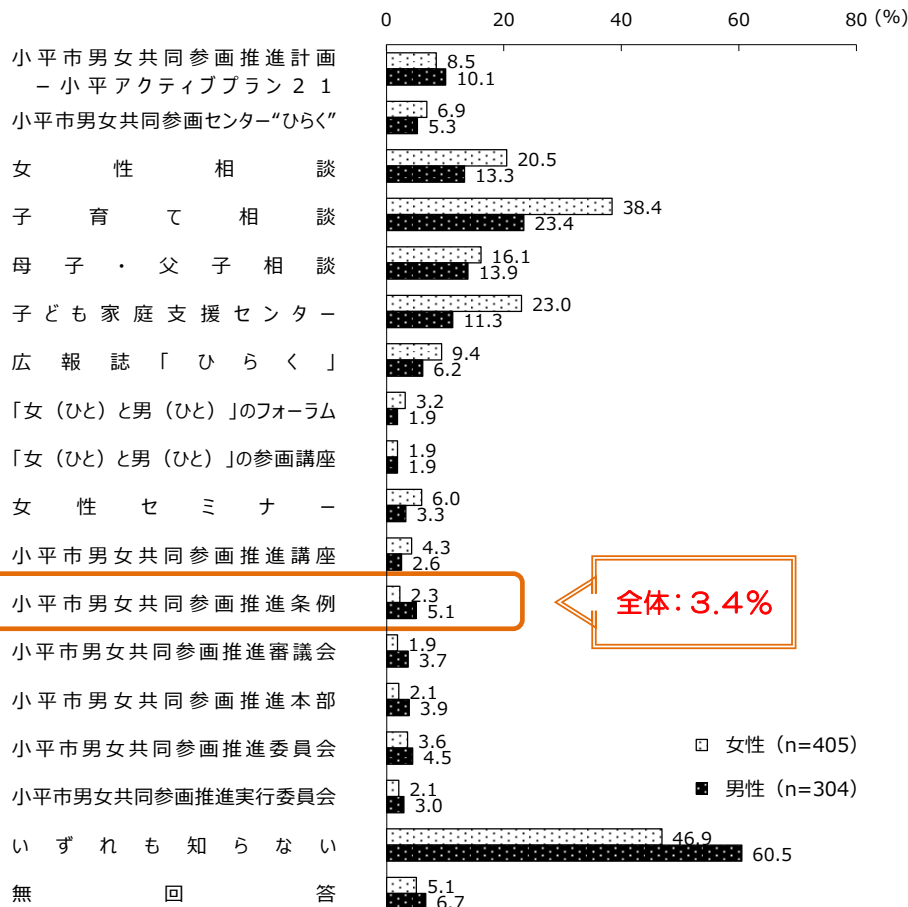 0 20 40 60 80 (%)
小平市男女共同参画推進計画
－小平アクティブプラン21
8.5
10.1
小平市男女共同参画センター“ひらく”
6.9
5.3
女性相談
20.5
13.3
子育て相談
38.4
23.4
母子・父子相談
16.1
13.9
子ども家庭支援センター
23.0
11.3
広報誌「ひらく」
9.4
6.2
「女（ひと）と男（ひと）」のフォーラム
3.2
1.9
「女（ひと）と男（ひと）」の参画講座
1.9
1.9
女性セミナー
6.0
3.3
小平市男女共同参画推進講座
4.3
2.6
小平市男女共同参画推進条例
2.3
5.1
全体：3.4％
小平市男女共同参画推進審議会
1.9
3.7
小平市男女共同参画推進本部
2.1
3.9
小平市男女共同参画推進委員会
3.6
4.5
女性（n=405）
男性（n=304）
小平市男女共同参画推進実行委員会
2.1
3.0
いずれも知らない
46.9
60.5
無回答
5.1
6.7